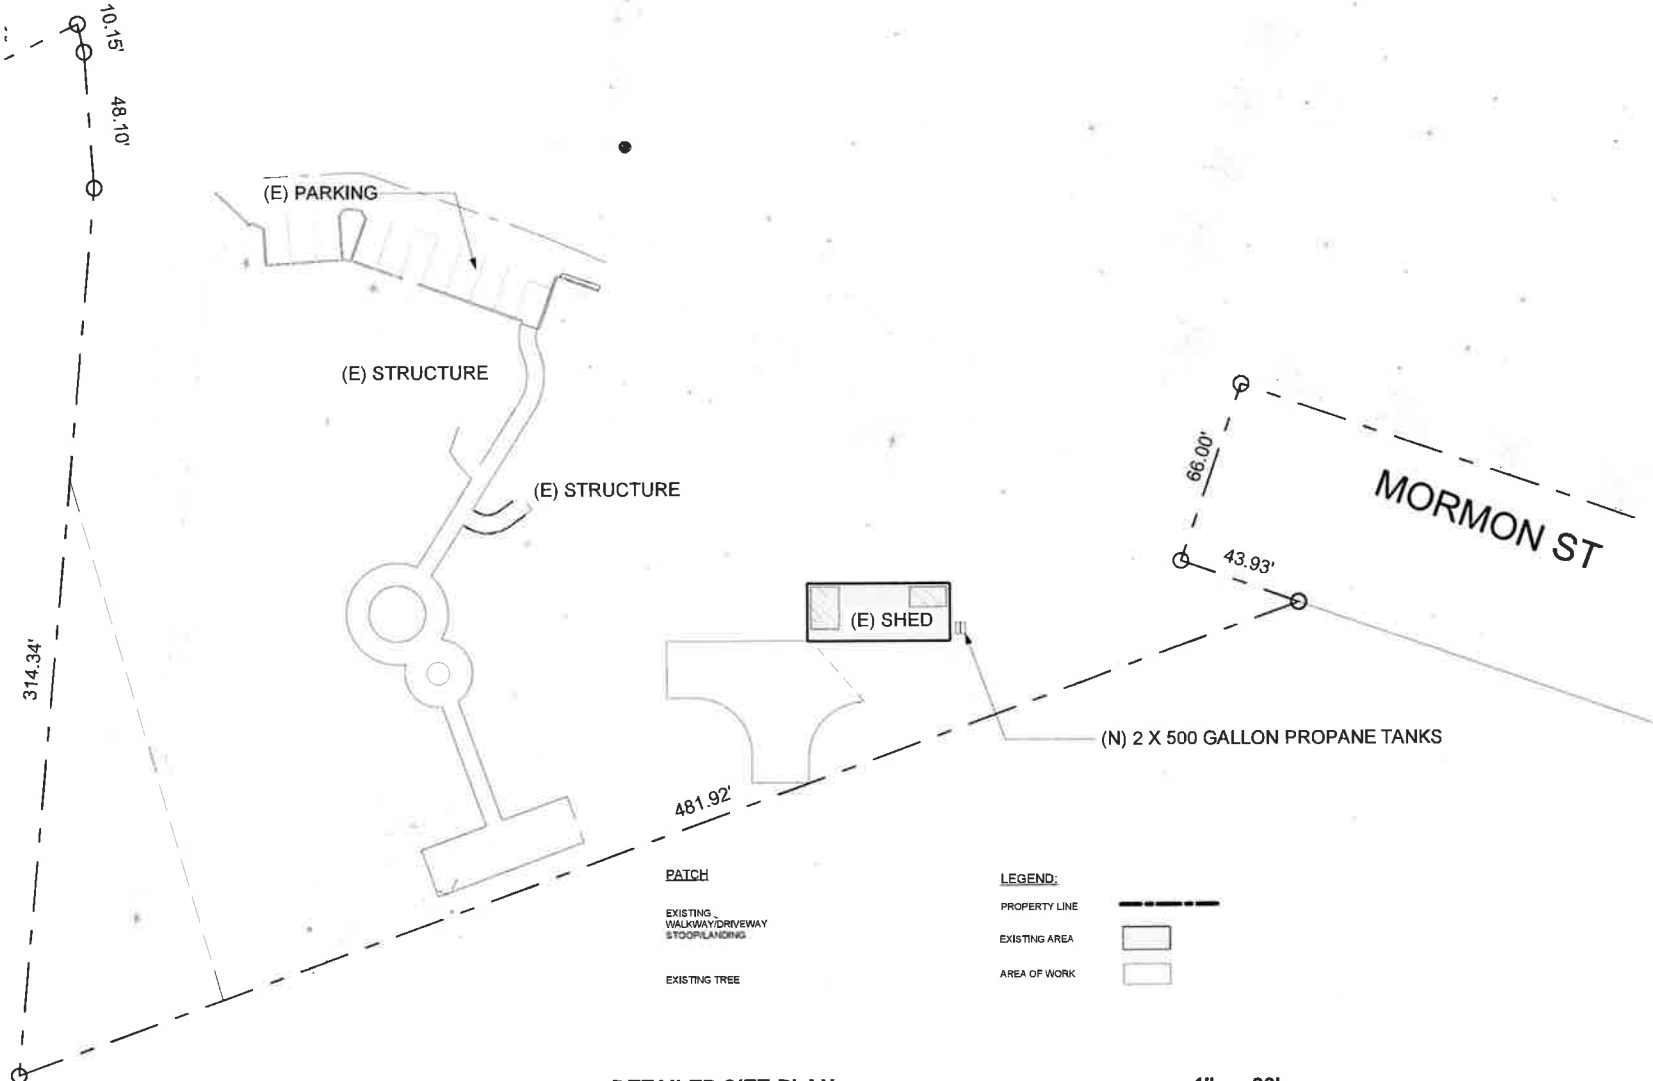 10.15'
48.10'
(E) PARKING
(E) STRUCTURE
66.00'
MORMON ST
(E) STRUCTURE
43.93'
(E) SHED
314.34'
(N) 2 X 500 GALLON PROPANE TANKS
481.92'
PATCH
EXISTING
WALKWAY/DRIVEWAY
STOOP/LANDING
EXISTING TREE
LEGEND:
PROPERTY LINE
EXISTING AREA
AREA OF WORK